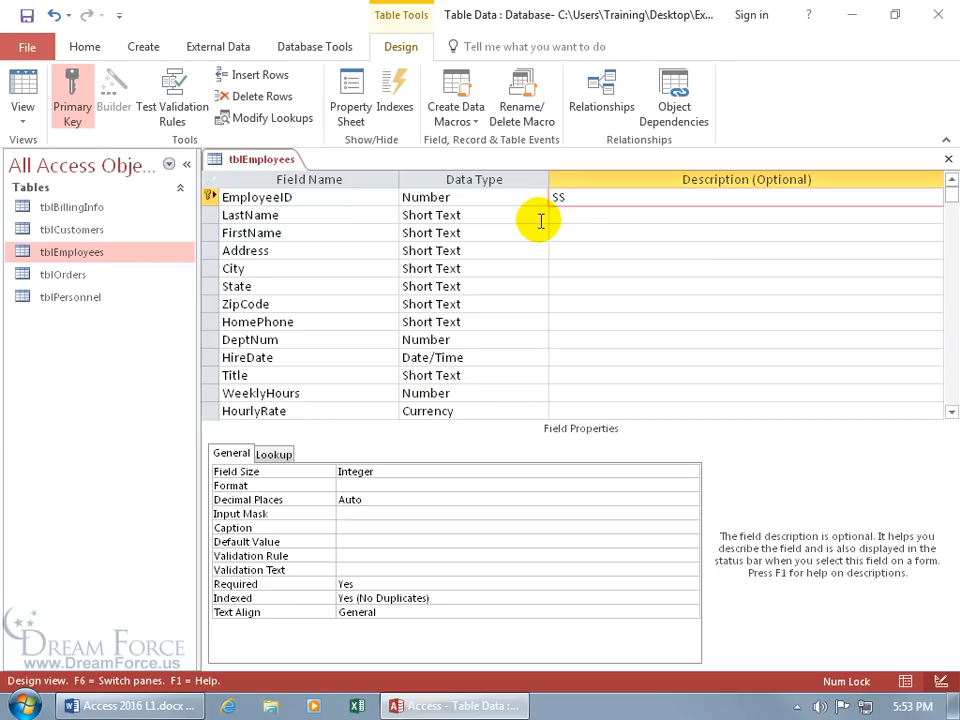 Table Tools
Table Data : Database- C:\Users\Training\Desktop\Ex...
Sign in
?
File
Home
Create
External Data
Database Tools
Design
Tell me what you want to do
View
Primary Key
Builder
Test Validation Rules
Insert Rows
Delete Rows
Modify Lookups
Property Sheet
Indexes
Create Data Macros
Rename/ Delete Macro
Relationships
Object Dependencies
Views
Tools
Show/Hide
Field, Record & Table Events
Relationships
All Access Obje...
Tables
tblBillingInfo
tblCustomers
tblEmployees
tblOrders
tblPersonnel
tblEmployees
Field Name Data Type Description (Optional)
EmployeeID Number SS
LastName Short Text
FirstName Short Text
Address Short Text
City Short Text
State Short Text
ZipCode Short Text
HomePhone Short Text
DeptNum Number
HireDate Date/Time
Title Short Text
WeeklyHours Number
HourlyRate Currency
Field Properties
General Lookup
Field Size Integer
Format
Decimal Places Auto
Input Mask
Caption
Default Value
Validation Rule
Validation Text
Required Yes
Indexed Yes (No Duplicates)
Text Align General
The field description is optional. It helps you
describe the field and is also displayed in the
status bar when you select this field on a form.
Press F1 for help on descriptions.
DREAM FORCE
www.DreamForce.us
Design view. F6 = Switch panes. F1 = Help.
Num Lock
Access 2016 L1.docx ...
Access - Table Data :...
5:53 PM